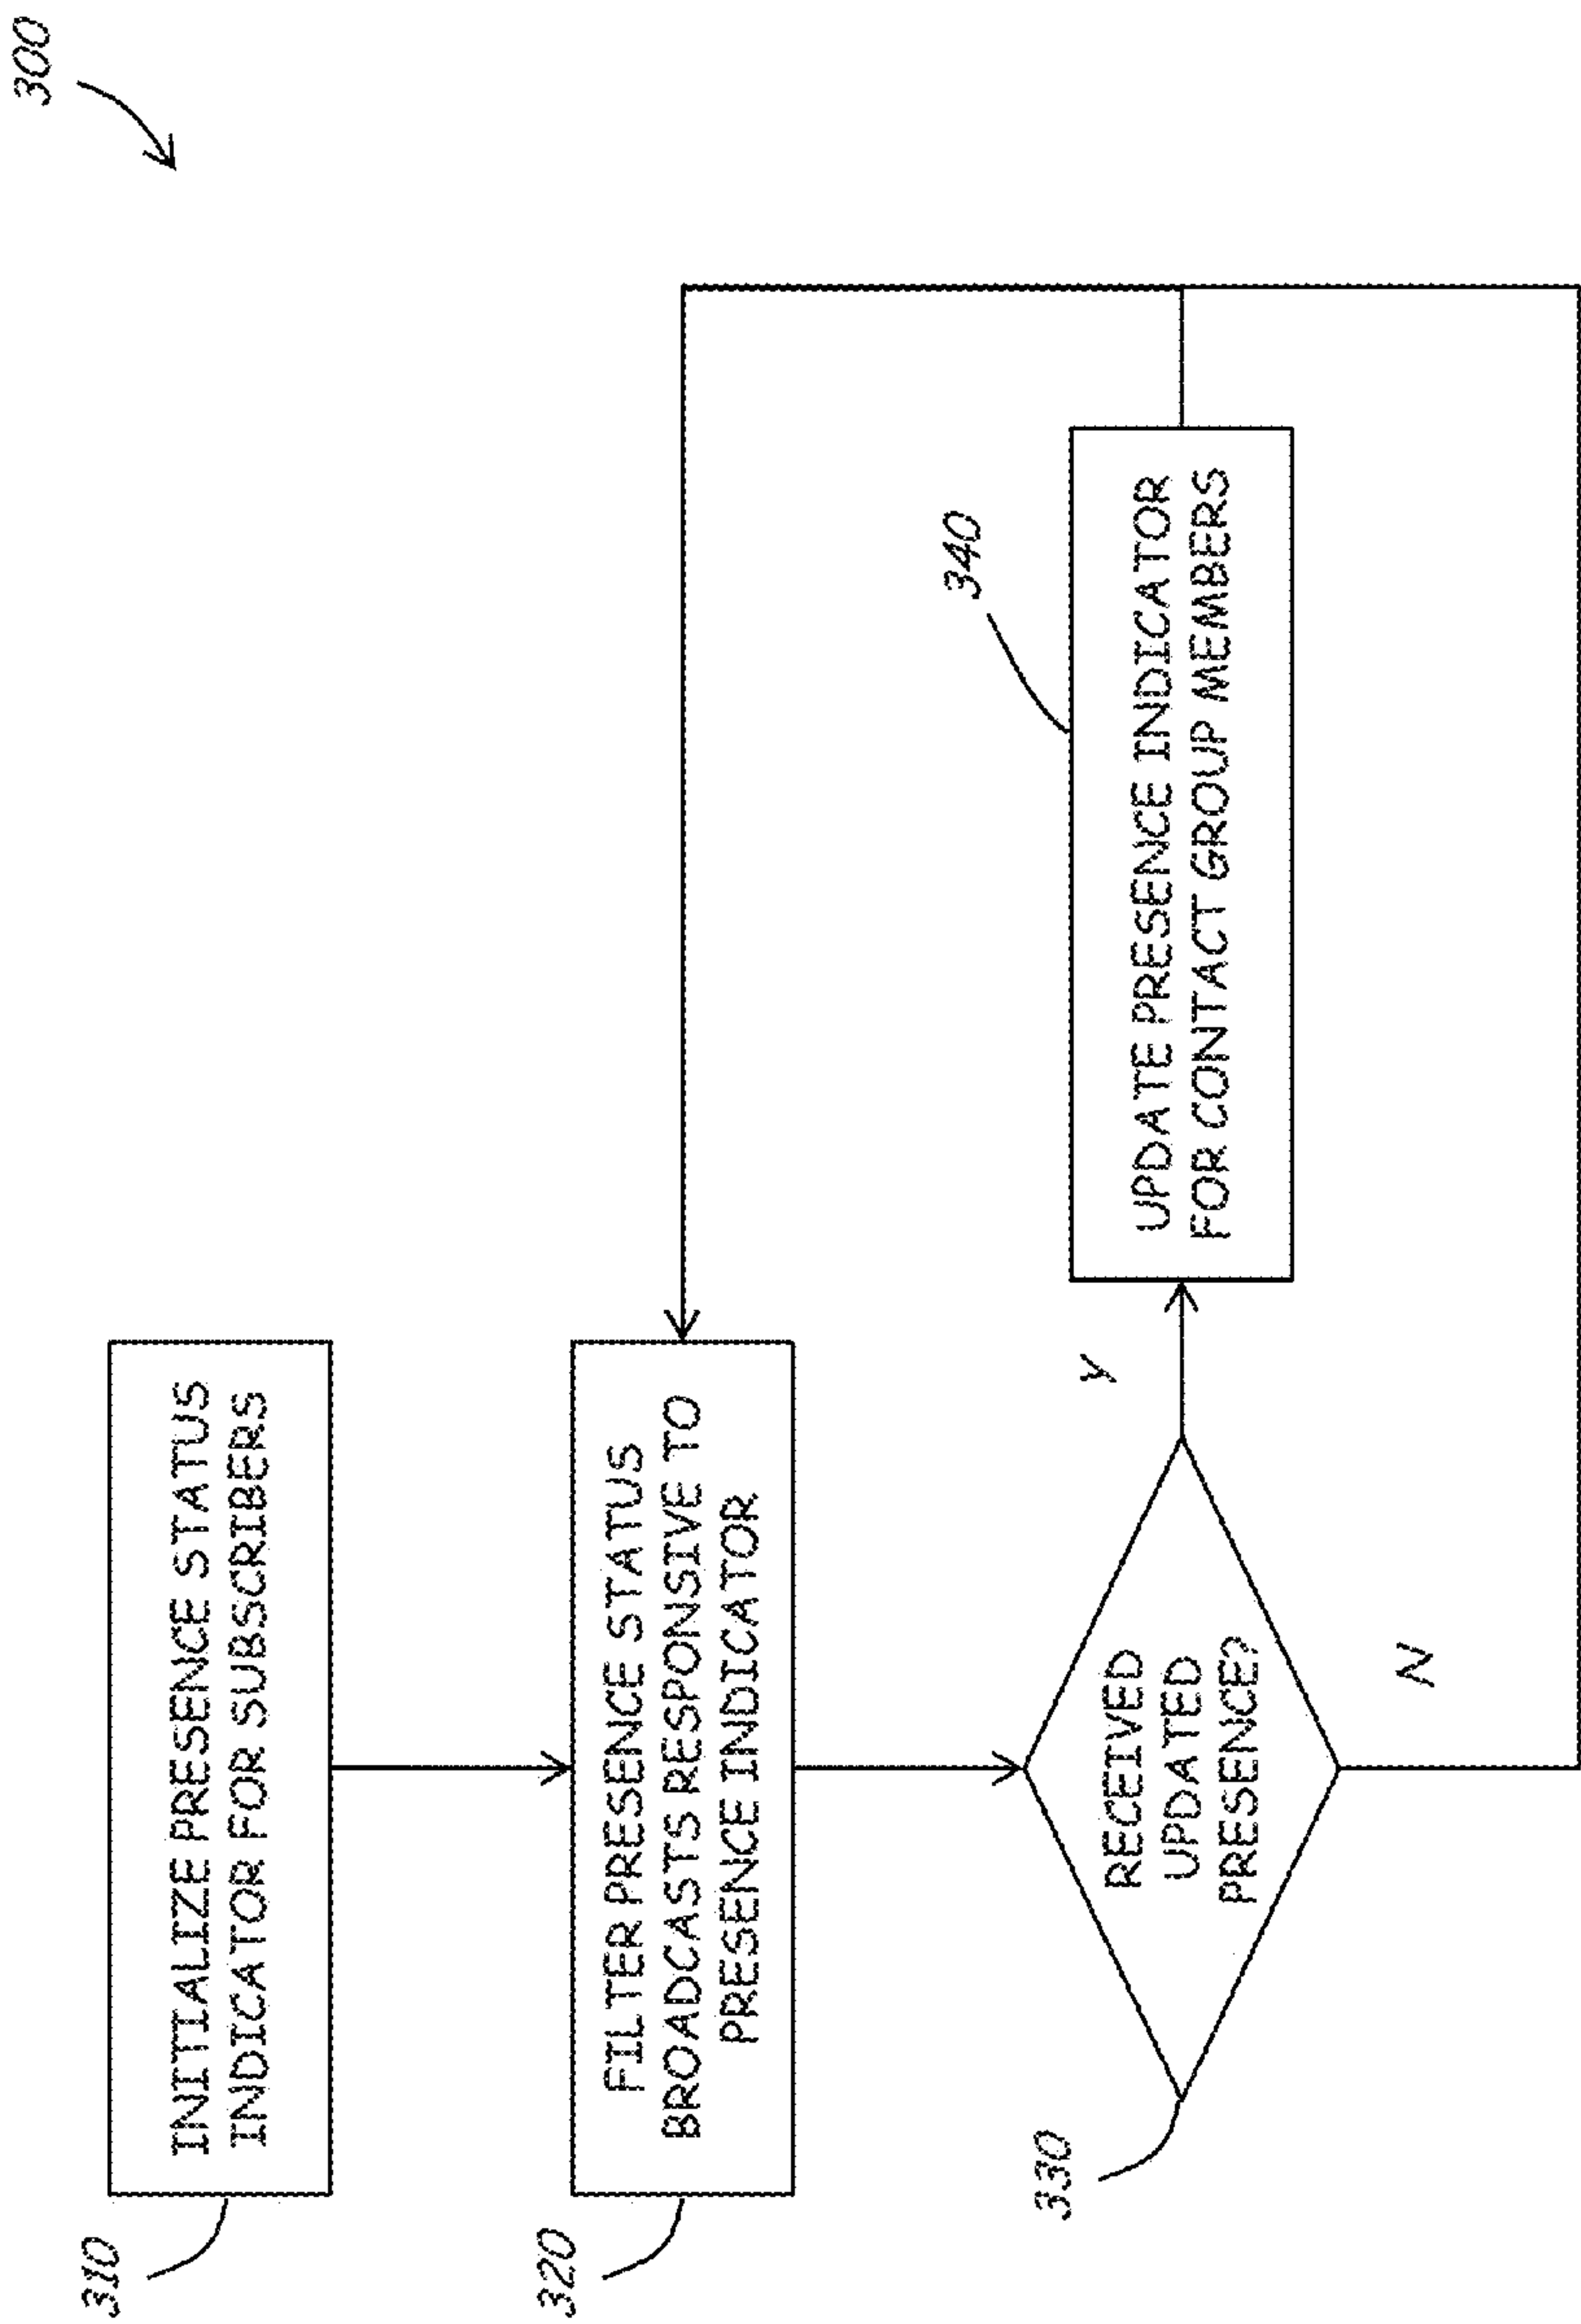 300
310
INITIALIZE PRESENCE STATUS
INDICATOR FOR SUBSCRIBERS
320
FILTER PRESENCE STATUS
BROADCASTS RESPONSIVE TO
PRESENCE INDICATOR
330
RECEIVED
UPDATED
PRESENCE?
Y
N
340
UPDATE PRESENCE INDICATOR
FOR CONTACT GROUP MEMBERS